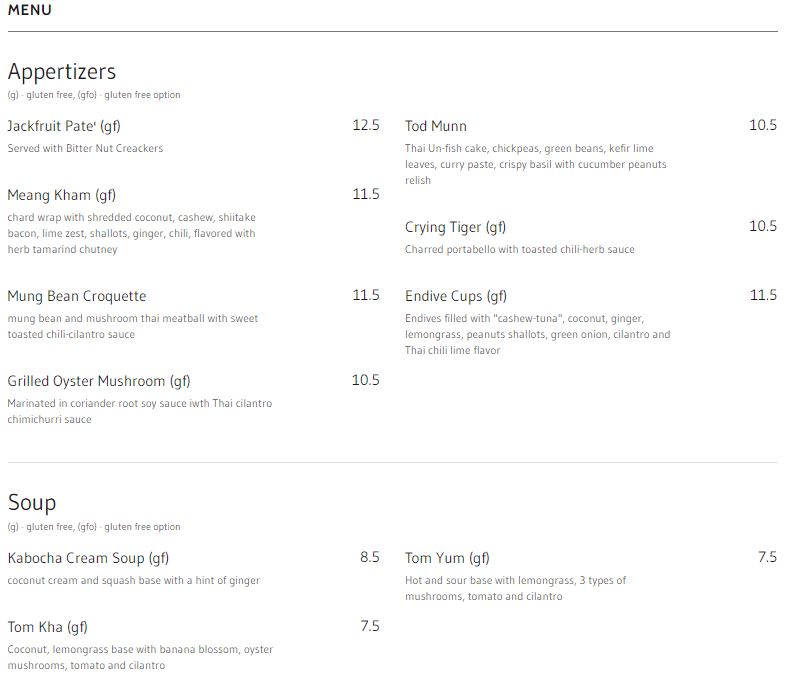 MENU
Appertizers
(g) - gluten free, (gfo) - gluten free option
Jackfruit Pate' (gf) 12.5
Served with Bitter Nut Creackers
Meang Kham (gf) 11.5
chard wrap with shredded coconut, cashew, shiitake
bacon, lime zest, shallots, ginger, chili, flavored with
herb tamarind chutney
Mung Bean Croquette 11.5
mung bean and mushroom thai meatball with sweet
toasted chili-cilantro sauce
Grilled Oyster Mushroom (gf) 10.5
Marinated in coriander root soy sauce iwth Thai cilantro
chimichurri sauce
Tod Munn 10.5
Thai Un-fish cake, chickpeas, green beans, kefir lime
leaves, curry paste, crispy basil with cucumber peanuts
relish
Crying Tiger (gf) 10.5
Charred portabello with toasted chili-herb sauce
Endive Cups (gf) 11.5
Endives filled with "cashew-tuna", coconut, ginger,
lemongrass, peanuts shallots, green onion, cilantro and
Thai chili lime flavor
Soup
(g) - gluten free, (gfo) - gluten free option
Kabocha Cream Soup (gf) 8.5
coconut cream and squash base with a hint of ginger
Tom Kha (gf) 7.5
Coconut, lemongrass base with banana blossom, oyster
mushrooms, tomato and cilantro
Tom Yum (gf) 7.5
Hot and sour base with lemongrass, 3 types of
mushrooms, tomato and cilantro